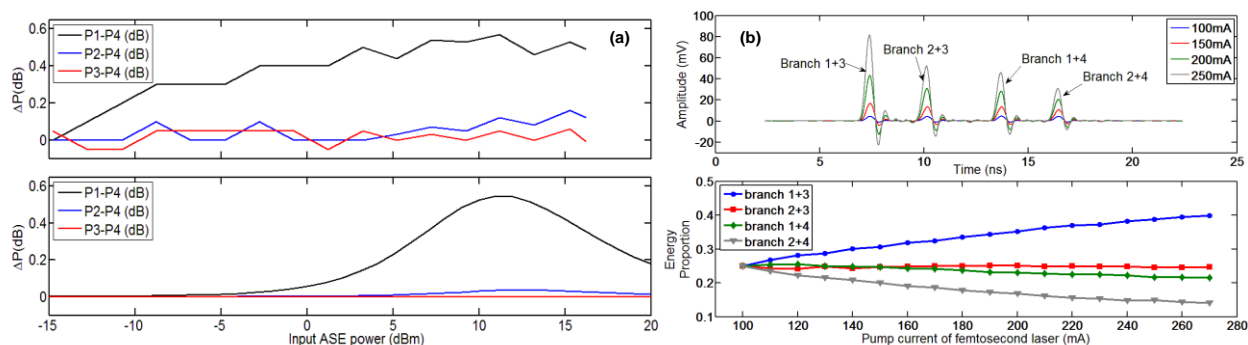 (a)
ΔP(dB)
0.6
0.4
0.2
0
P1-P4 (dB)
P2-P4 (dB)
P3-P4 (dB)
ΔP(dB)
0.6
0.4
0.2
0
P1-P4 (dB)
P2-P4 (dB)
P3-P4 (dB)
-15 -10 -5 0 5 10 15 20
Input ASE power (dBm)
(b)
Amplitude (mV)
100
80
60
40
20
0
-20
Branch 1+3
Branch 2+3
Branch 1+4
Branch 2+4
100mA
150mA
200mA
250mA
5 10 15 20 25
Time (ns)
Energy
Proportion
0.5
0.4
0.3
0.2
0.1
branch 1+3
branch 2+3
branch 1+4
branch 2+4
100 120 140 160 180 200 220 240 260 280
Pump current of femtosecond laser (mA)